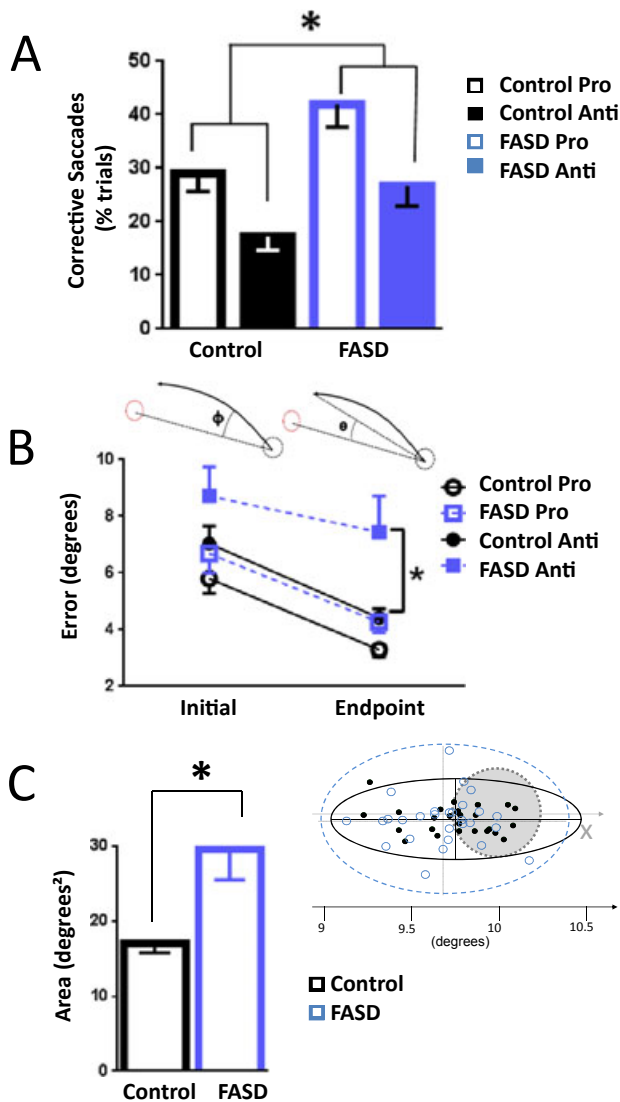 A
*
50
40
30
20
10
0
Corrective Saccades
(% trials)
Control Pro
Control Anti
FASD Pro
FASD Anti
Control
FASD
B
ϕ
θ
10
8
6
4
2
Error (degrees)
*
Control Pro
FASD Pro
Control Anti
FASD Anti
Initial
Endpoint
C
*
30
20
10
0
Area (degrees²)
Control
FASD
X
9
9.5
10
10.5
(degrees)
Control
FASD